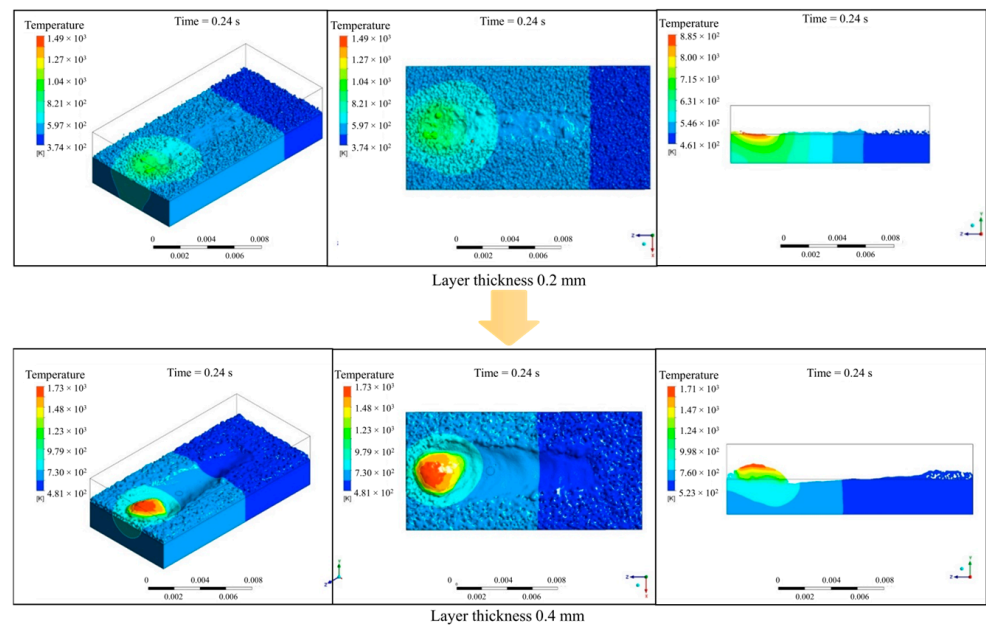 Temperature
Time = 0.24 s
1.49 × 10³
1.27 × 10³
1.04 × 10³
8.21 × 10²
5.97 × 10²
3.74 × 10²
[K]
0 0.004 0.008
0.002 0.006
Temperature
Time = 0.24 s
1.49 × 10³
1.27 × 10³
1.04 × 10³
8.21 × 10²
5.97 × 10²
3.74 × 10²
[K]
0 0.004 0.008
0.002 0.006
Z
X
Temperature
Time = 0.24 s
8.85 × 10²
8.00 × 10²
7.15 × 10²
6.31 × 10²
5.46 × 10²
4.61 × 10²
[K]
0 0.004 0.008
0.002 0.006
Y
Z
Layer thickness 0.2 mm
Temperature
Time = 0.24 s
1.73 × 10³
1.48 × 10³
1.23 × 10³
9.79 × 10²
7.30 × 10²
4.81 × 10²
[K]
0 0.004 0.008
0.002 0.006
Y
Z
Temperature
Time = 0.24 s
1.73 × 10³
1.48 × 10³
1.23 × 10³
9.79 × 10²
7.30 × 10²
4.81 × 10²
[K]
0 0.004 0.008
0.002 0.006
Z
X
Temperature
Time = 0.24 s
1.71 × 10³
1.47 × 10³
1.24 × 10³
9.98 × 10²
7.60 × 10²
5.23 × 10²
[K]
0 0.004 0.008
0.002 0.006
Y
Z
Layer thickness 0.4 mm